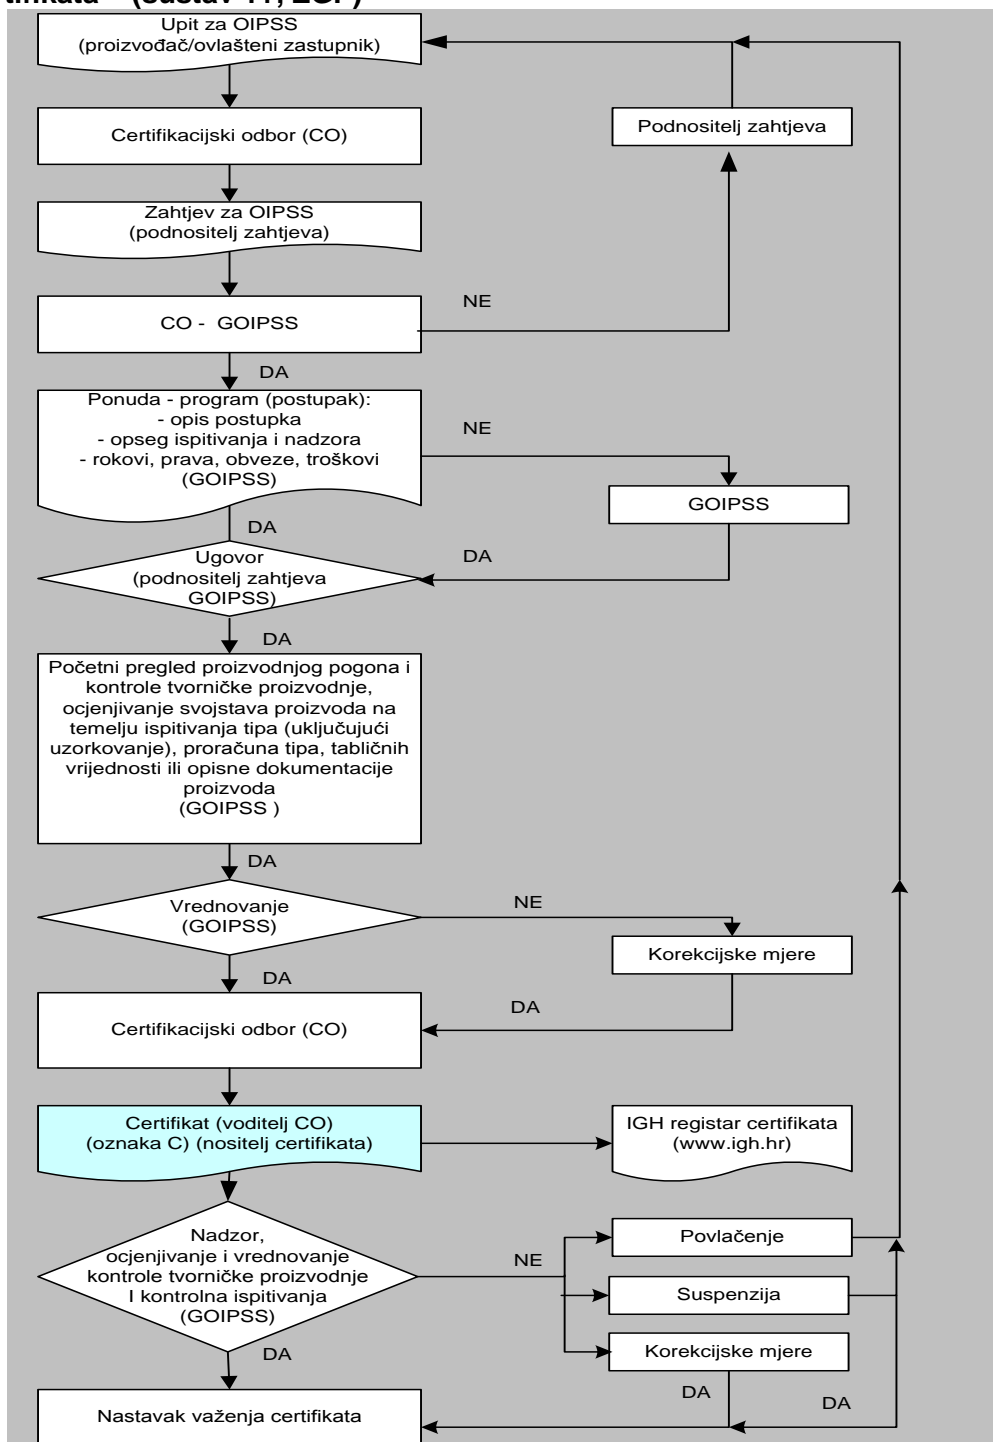 (sustav 1+, ZGP)
Upit za OIPSS
(proizvođač/ovlašteni zastupnik)
Certifikacijski odbor (CO)
Podnositelj zahtjeva
Zahtjev za OIPSS
(podnositelj zahtjeva)
NE
CO - GOIPSS
DA
Ponuda - program (postupak):
- opis postupka
- opseg ispitivanja i nadzora
- rokovi, prava, obveze, troškovi
(GOIPSS)
NE
GOIPSS
DA
Ugovor
(podnositelj zahtjeva
GOIPSS)
DA
DA
Početni pregled proizvodnjog pogona i
kontrole tvorničke proizvodnje,
ocjenjivanje svojstava proizvoda na
temelju ispitivanja tipa (uključujući
uzorkovanje), proračuna tipa, tabličnih
vrijednosti ili opisne dokumentacije
proizvoda
(GOIPSS )
DA
Vrednovanje
(GOIPSS)
NE
Korekcijske mjere
DA
DA
Certifikacijski odbor (CO)
Certifikat (voditelj CO)
(oznaka C) (nositelj certifikata)
IGH registar certifikata
(www.igh.hr)
Nadzor,
ocjenjivanje i vrednovanje
kontrole tvorničke proizvodnje
I kontrolna ispitivanja
(GOIPSS)
NE
Povlačenje
Suspenzija
Korekcijske mjere
DA
DA
DA
Nastavak važenja certifikata